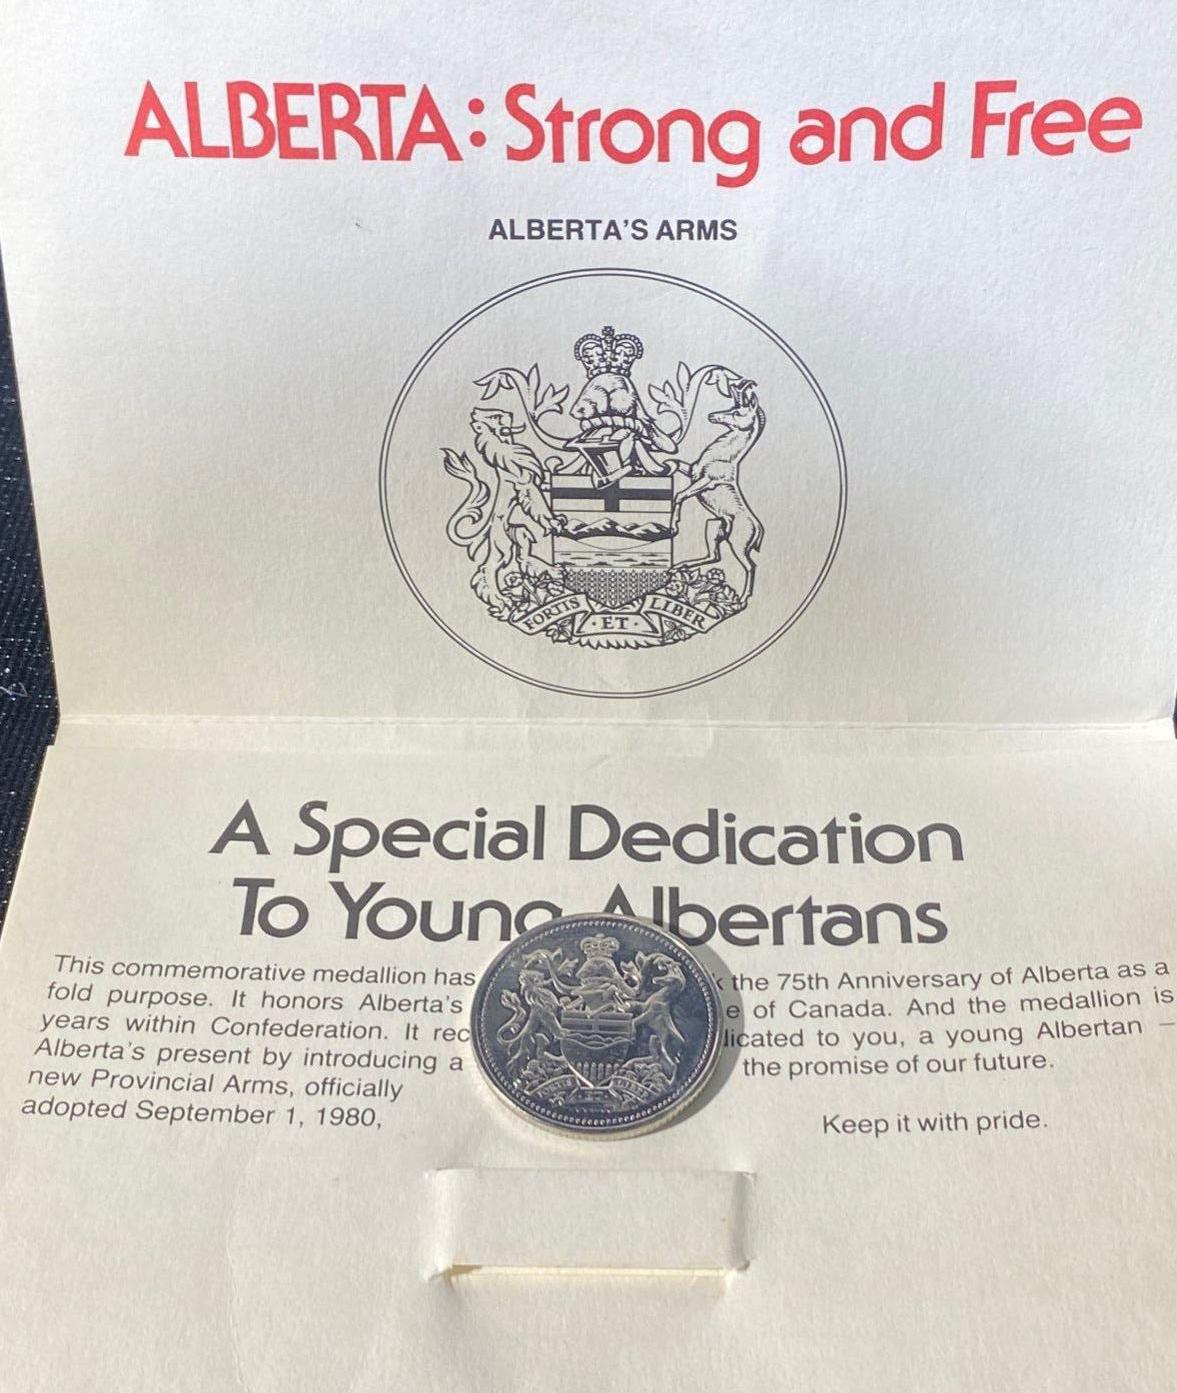 ALBERTA: Strong and Free
ALBERTA'S ARMS
FORTIS ET LIBER
A Special Dedication
To Young Albertans
This commemorative medallion has
fold purpose. It honors Alberta's
years within Confederation. It rec
Alberta's present by introducing a
new Provincial Arms, officially
adopted September 1, 1980,
the 75th Anniversary of Alberta as a
e of Canada. And the medallion is
licated to you, a young Albertan –
the promise of our future.
Keep it with pride.